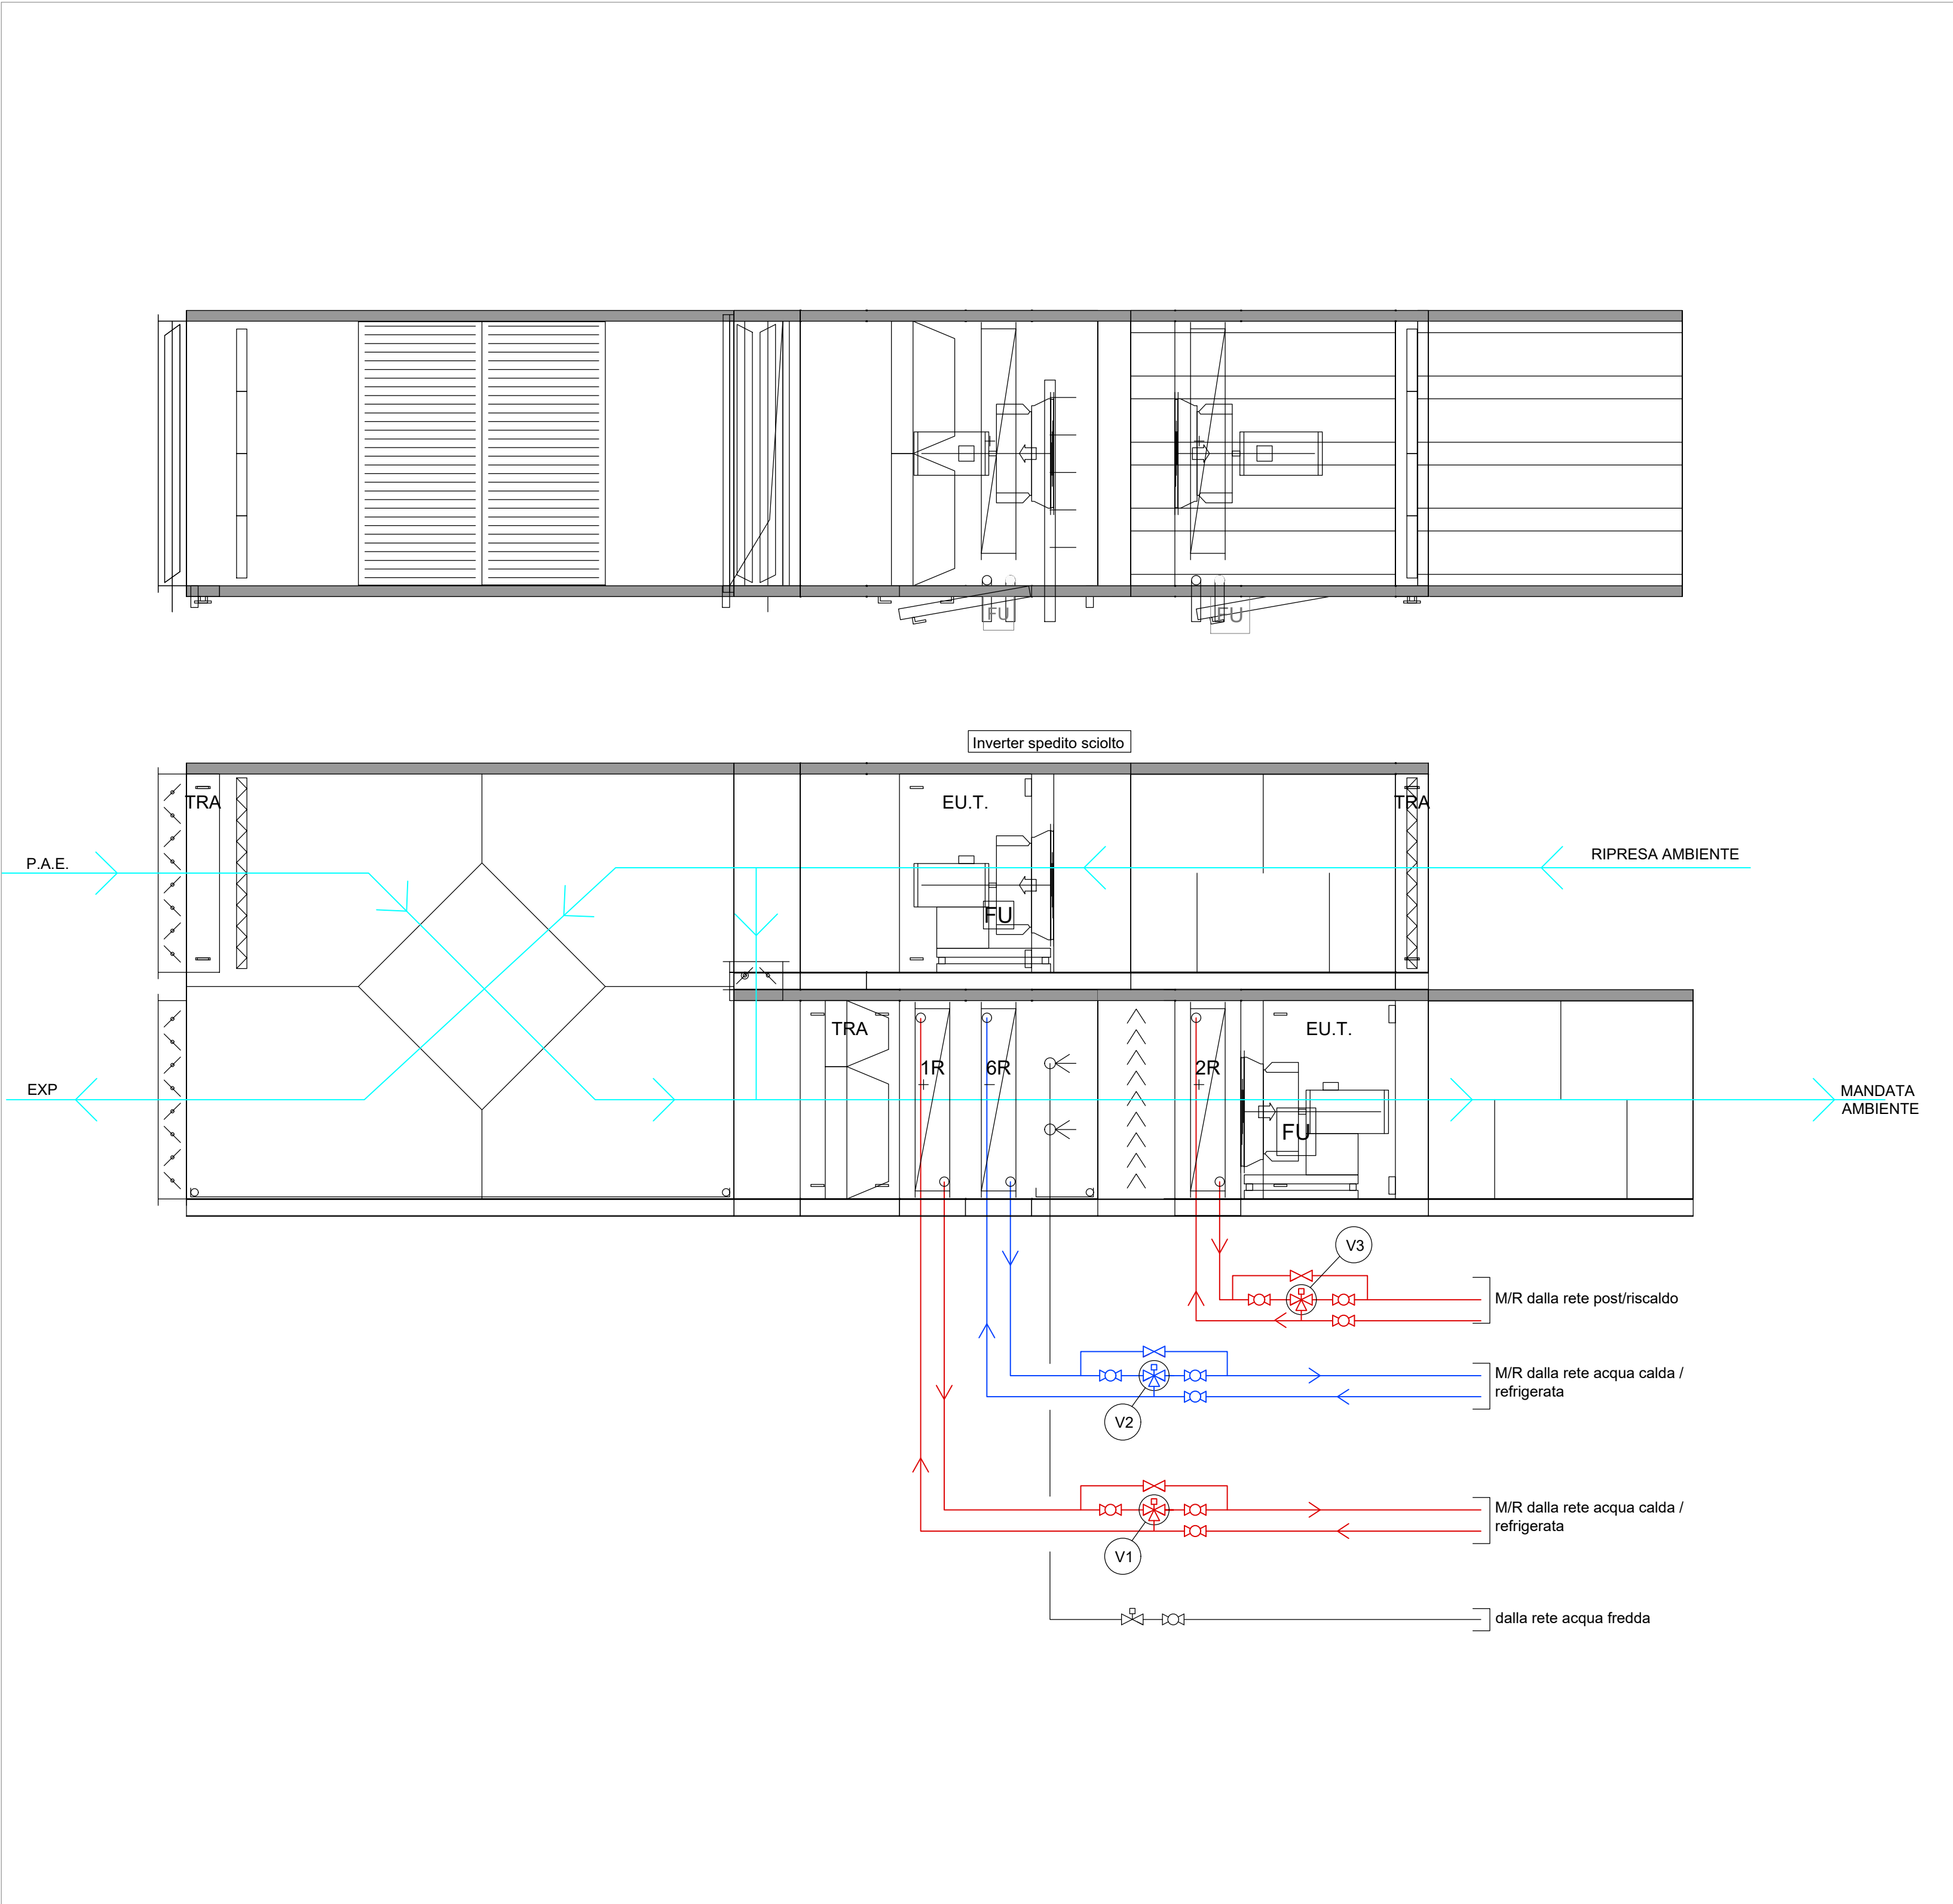 FU
FU
Inverter spedito sciolto
TRA
EU.T.
TRA
P.A.E.
RIPRESA AMBIENTE
FU
TRA
EU.T.
1R
6R
2R
EXP
MANDATA
AMBIENTE
FU
V3
M/R dalla rete post/riscaldo
M/R dalla rete acqua calda /
refrigerata
V2
M/R dalla rete acqua calda /
refrigerata
V1
dalla rete acqua fredda